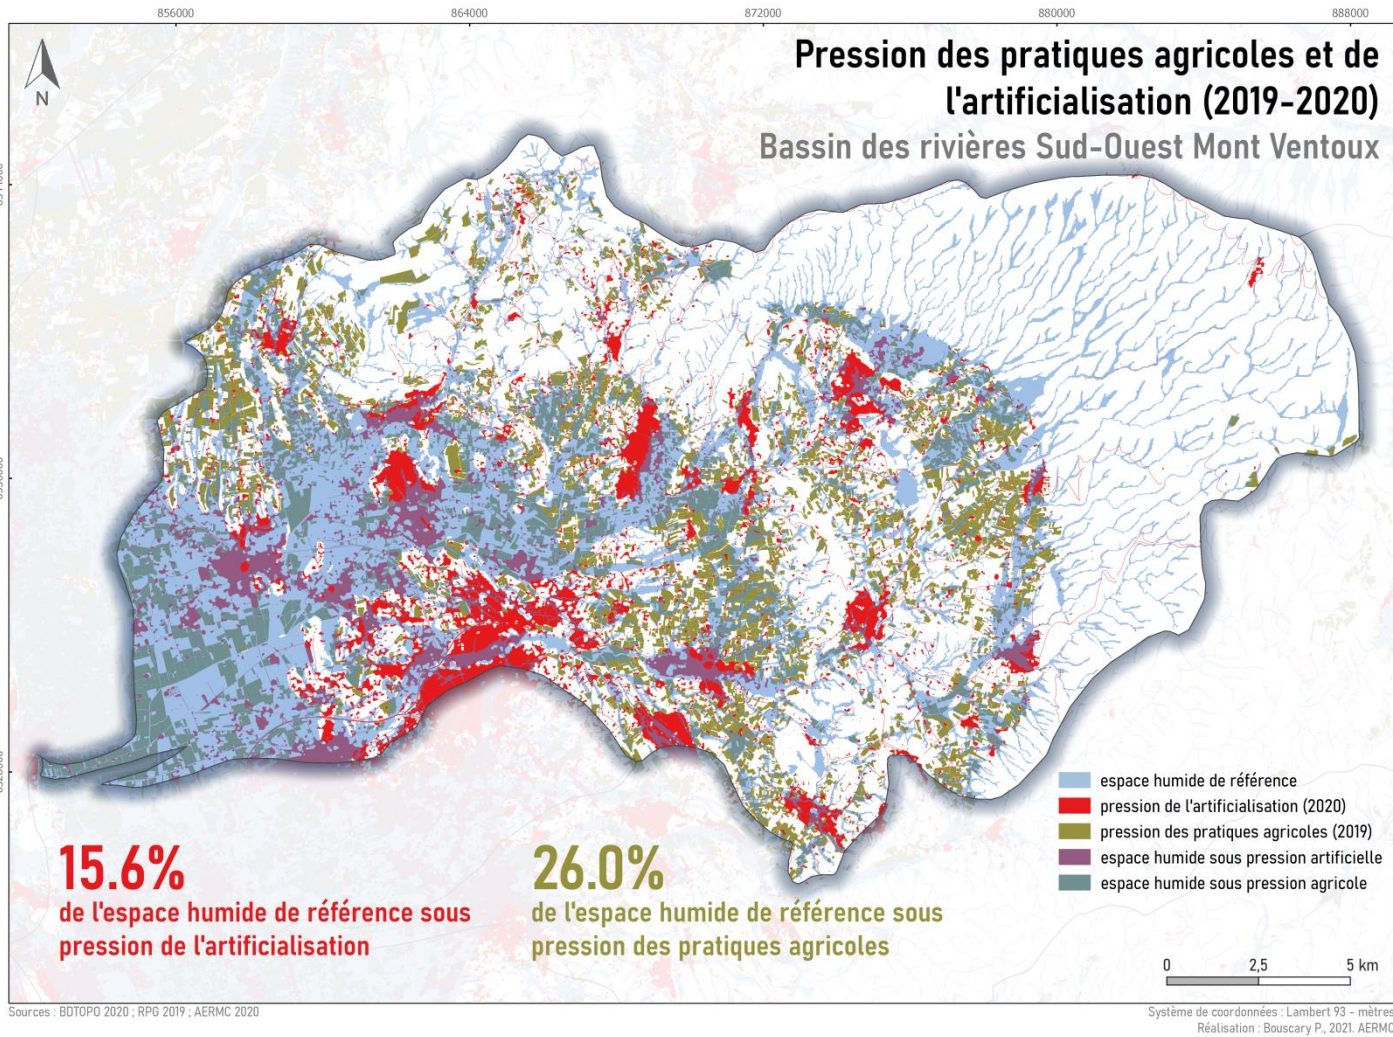 856000
864000
872000
880000
888000
N
Pression des pratiques agricoles et de
l'artificialisation (2019-2020)
Bassin des rivières Sud-Ouest Mont Ventoux
espace humide de référence
pression de l'artificialisation (2020)
pression des pratiques agricoles (2019)
espace humide sous pression artificielle
espace humide sous pression agricole
15.6%
de l'espace humide de référence sous
pression de l'artificialisation
26.0%
de l'espace humide de référence sous
pression des pratiques agricoles
0 2,5 5 km
Sources : BDTOPO 2020 ; RPG 2019 ; AERMC 2020
Système de coordonnées : Lambert 93 - mètres
Réalisation : Bouscary P., 2021. AERMC